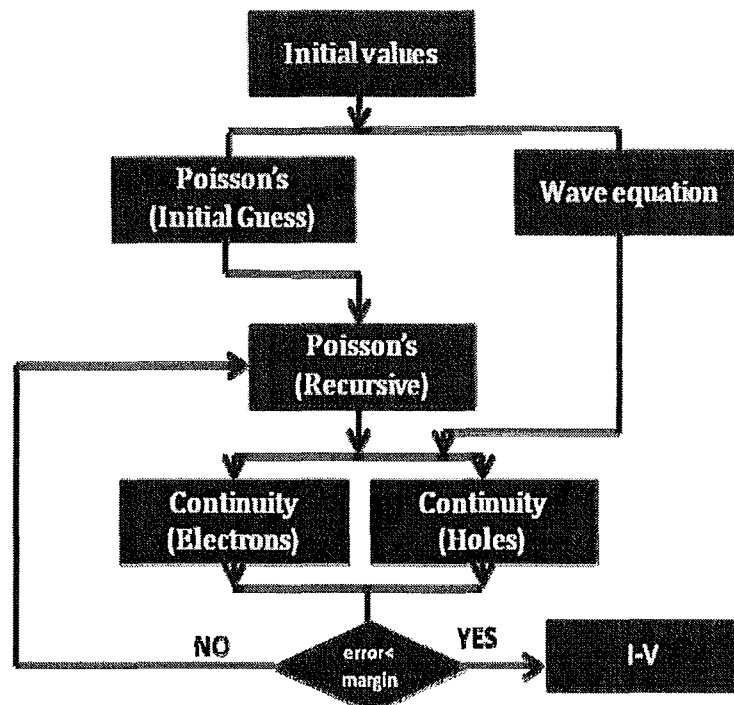 Initial values
Poisson's
(Initial Guess)
Wave equation
Poisson's
(Recursive)
Continuity
(Electrons)
Continuity
(Holes)
NO
error<
margin
YES
I-V